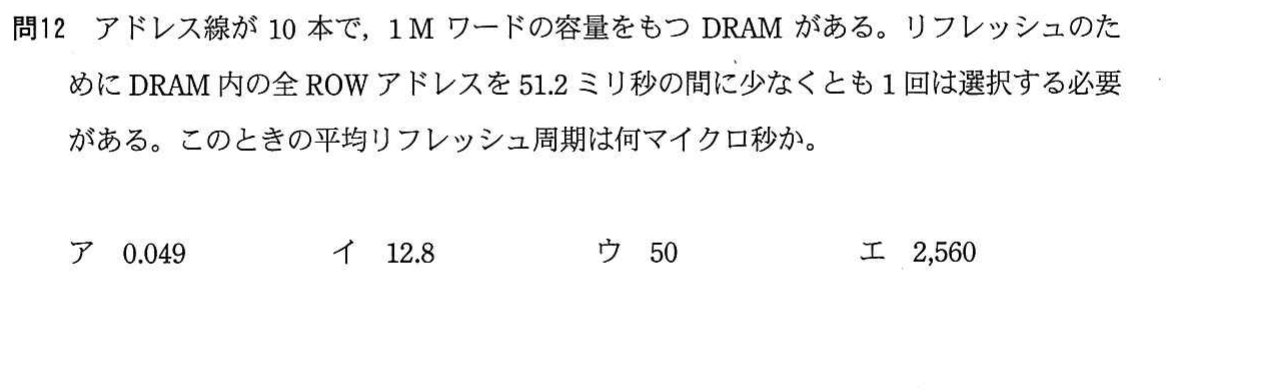 問12 アドレス線が 10 本で,1 M ワードの容量をもつ DRAM がある。リフレッシュのた
めに DRAM 内の全 ROW アドレスを 51.2 ミリ秒の間に少なくとも 1 回は選択する必要
がある。このときの平均リフレッシュ周期は何マイクロ秒か。
ア 0.049 イ 12.8 ウ 50 エ 2,560